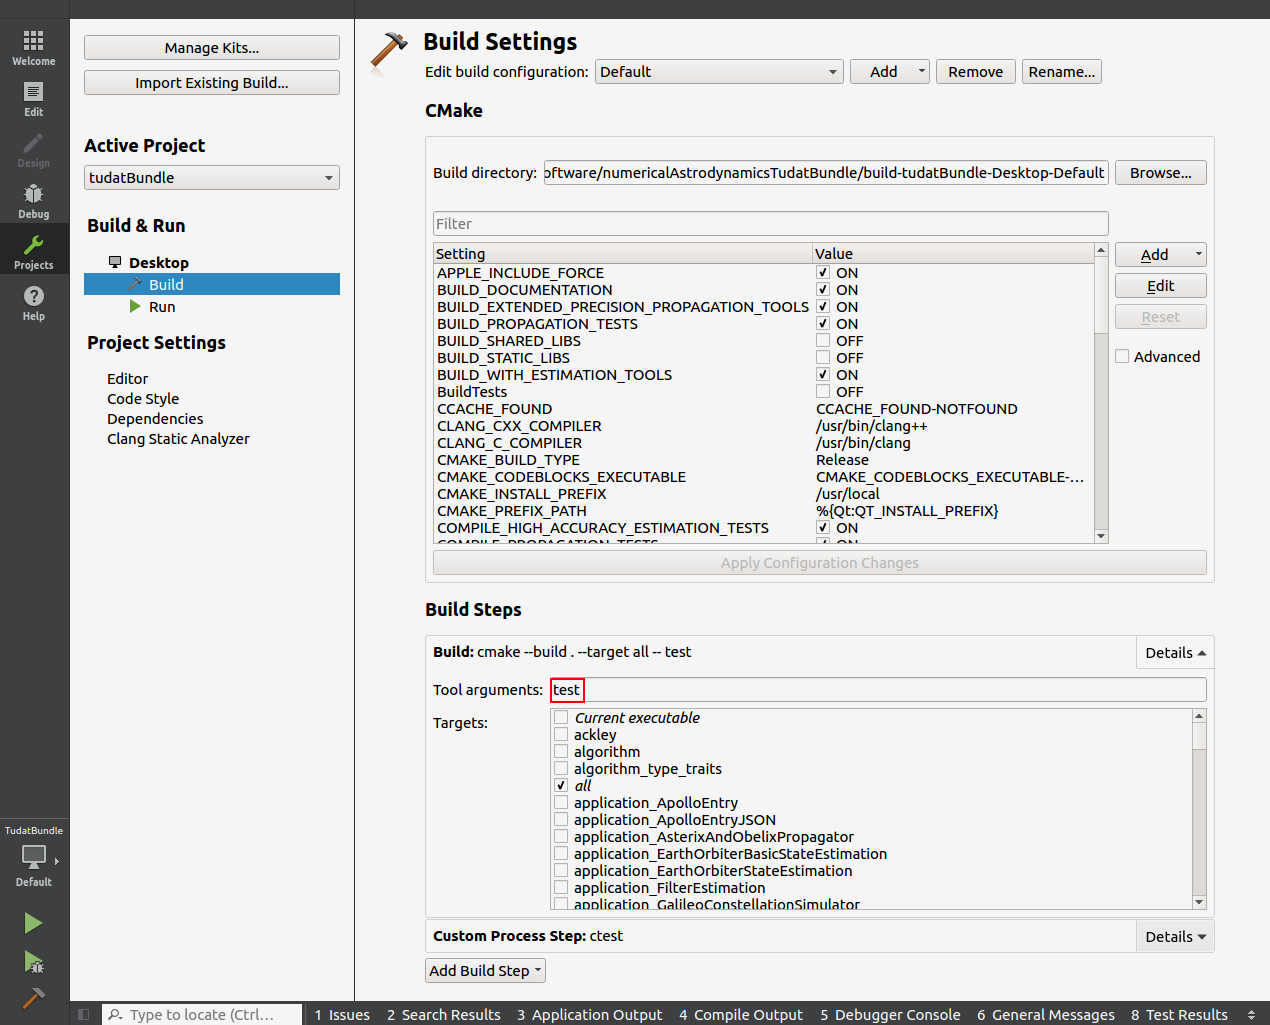 Welcome
Edit
Design
Debug
Projects
Help
TudatBundle
Default
Manage Kits...
Import Existing Build...
Active Project
tudatBundle
Build & Run
Desktop
Build
Run
Project Settings
Editor
Code Style
Dependencies
Clang Static Analyzer
Build Settings
Edit build configuration: Default Add Remove Rename...
CMake
Build directory: oftware/numericalAstrodynamicsTudatBundle/build-tudatBundle-Desktop-Default Browse...
Filter
Setting Value
APPLE_INCLUDE_FORCE ON
BUILD_DOCUMENTATION ON
BUILD_EXTENDED_PRECISION_PROPAGATION_TOOLS ON
BUILD_PROPAGATION_TESTS ON
BUILD_SHARED_LIBS OFF
BUILD_STATIC_LIBS OFF
BUILD_WITH_ESTIMATION_TOOLS ON
BuildTests OFF
CCACHE_FOUND CCACHE_FOUND-NOTFOUND
CLANG_CXX_COMPILER /usr/bin/clang++
CLANG_C_COMPILER /usr/bin/clang
CMAKE_BUILD_TYPE Release
CMAKE_CODEBLOCKS_EXECUTABLE CMAKE_CODEBLOCKS_EXECUTABLE-...
CMAKE_INSTALL_PREFIX /usr/local
CMAKE_PREFIX_PATH %{Qt:QT_INSTALL_PREFIX}
COMPILE_HIGH_ACCURACY_ESTIMATION_TESTS ON
COMPILE_PROPAGATION_TESTS ON
Add
Edit
Reset
Advanced
Apply Configuration Changes
Build Steps
Build: cmake --build . --target all -- test Details
Tool arguments: test
Targets:
Current executable
ackley
algorithm
algorithm_type_traits
all
application_ApolloEntry
application_ApolloEntryJSON
application_AsterixAndObelixPropagator
application_EarthOrbiterBasicStateEstimation
application_EarthOrbiterStateEstimation
application_FilterEstimation
application_GalileoConstellationSimulator
Custom Process Step: ctest Details
Add Build Step
Type to locate (Ctrl... 1 Issues 2 Search Results 3 Application Output 4 Compile Output 5 Debugger Console 6 General Messages 8 Test Results